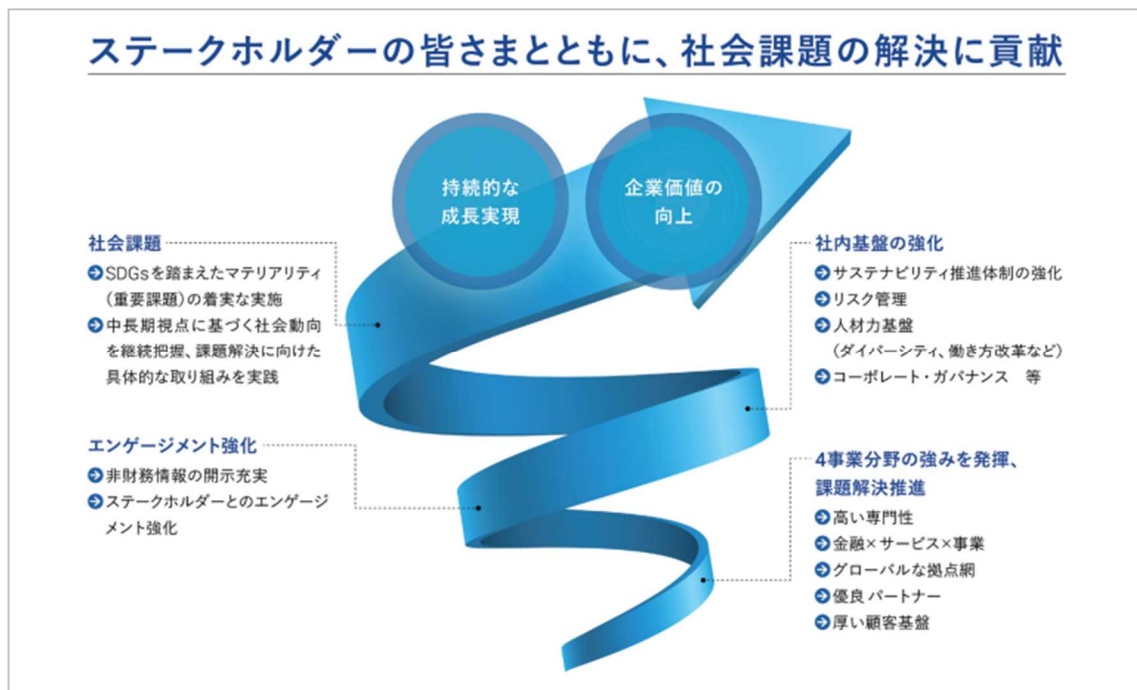 ステークホルダーの皆さまとともに、社会課題の解決に貢献
持続的な
成長実現
企業価値の
向上
社会課題
SDGsを踏まえたマテリアリティ
（重要課題）の着実な実施
中長期視点に基づく社会動向
を継続把握、課題解決に向けた
具体的な取り組みを実践
エンゲージメント強化
非財務情報の開示充実
ステークホルダーとのエンゲージ
メント強化
社内基盤の強化
サステナビリティ推進体制の強化
リスク管理
人材力基盤
（ダイバーシティ、働き方改革など）
コーポレート・ガバナンス　等
4事業分野の強みを発揮、
課題解決推進
高い専門性
金融×サービス×事業
グローバルな拠点網
優良パートナー
厚い顧客基盤